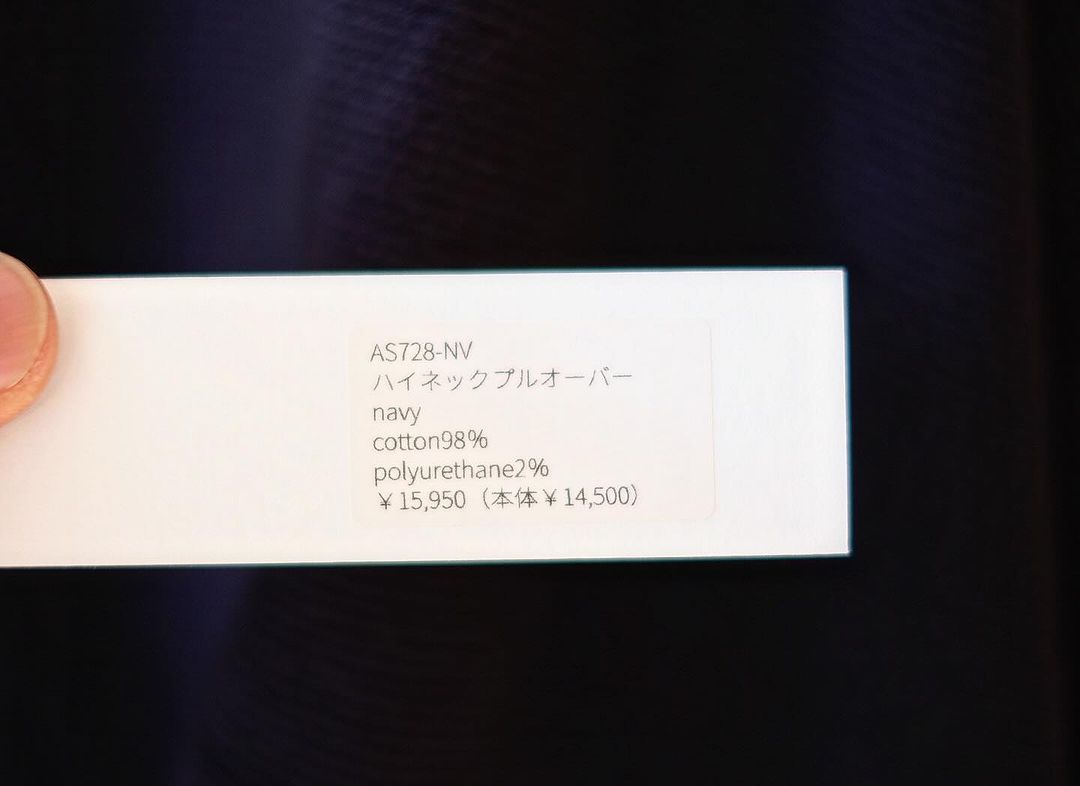 AS728-NV
ハイネックプルオーバー
navy
cotton98%
polyurethane2%
￥15,950（本体￥14,500）